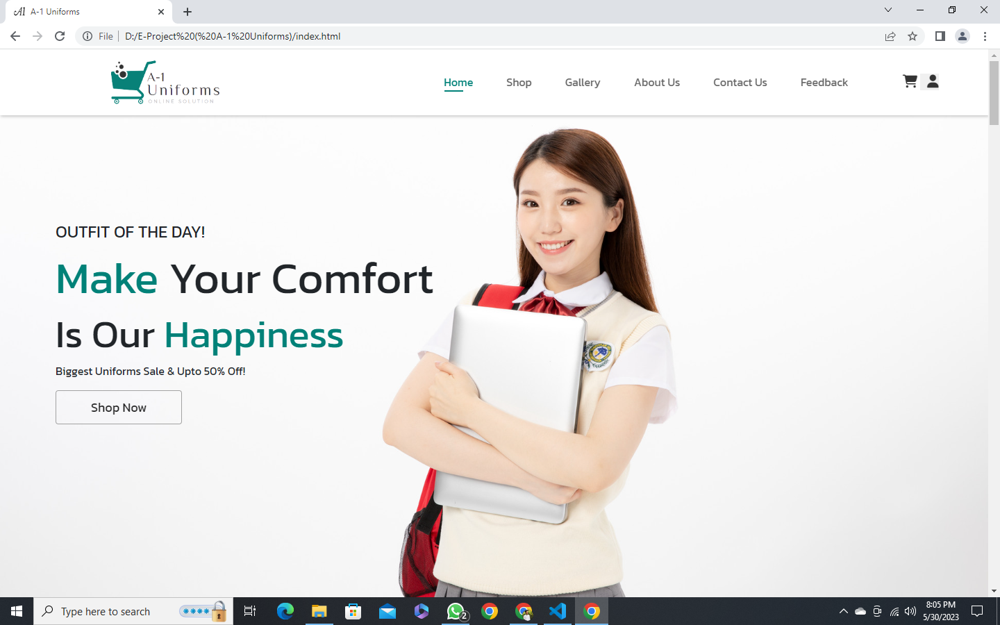 A1 A-1 Uniforms
File D:/E-Project%20(%20A-1%20Uniforms)/index.html
A-1
Uniforms
ONLINE SOLUTION
Home Shop Gallery About Us Contact Us Feedback
OUTFIT OF THE DAY!
Make Your Comfort
Is Our Happiness
Biggest Uniforms Sale & Upto 50% Off!
Shop Now
Type here to search
2
8:05 PM
5/30/2023